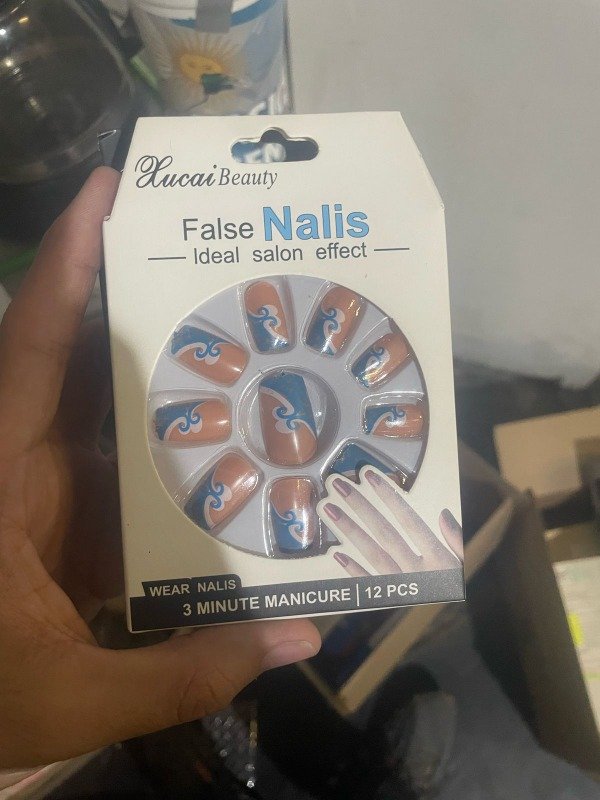 Xucai Beauty
False Nalis
Ideal salon effect
WEAR NALIS
3 MINUTE MANICURE | 12 PCS